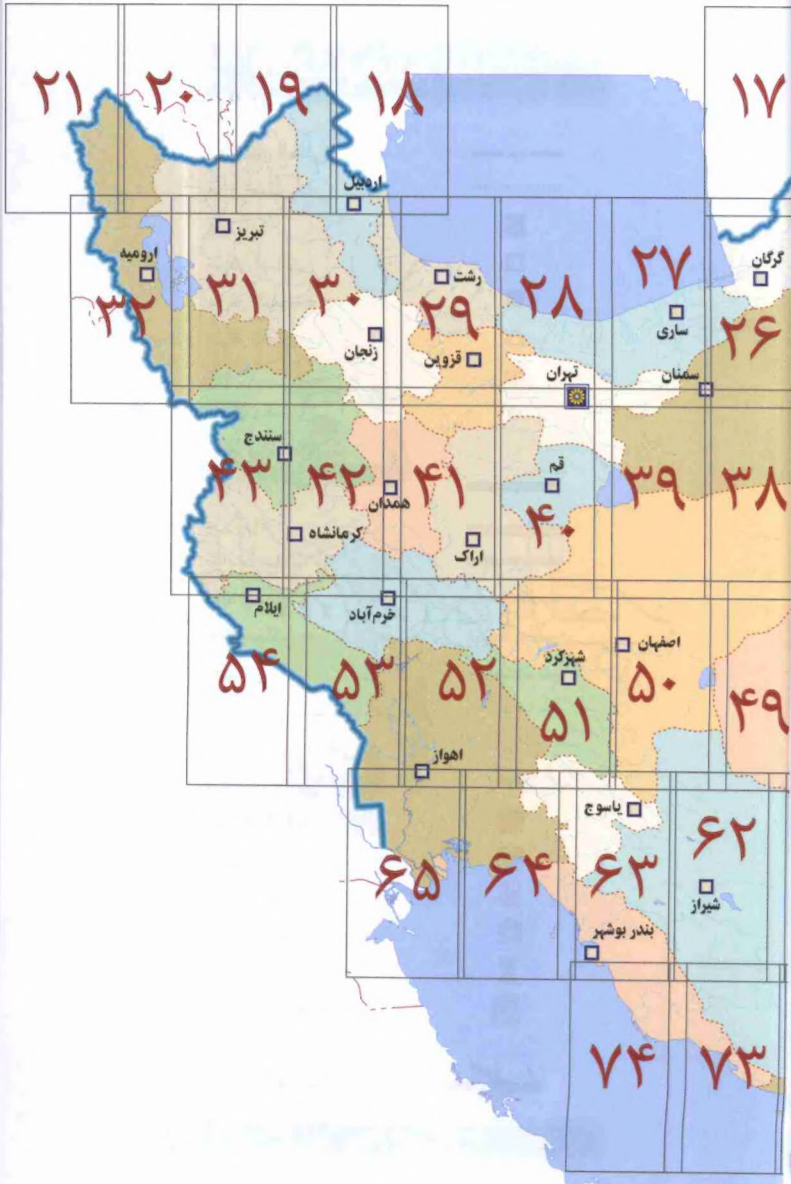 ۱۷
۱۸
۱۹
۲۰
۲۱
اردبیل
گرگان
تبریز
ارومیه
رشت
۲۶
۲۷
ساری
۲۸
۲۹
۳۰
۳۱
۳۲
زنجان
قزوین
تهران
سمنان
سنندج
قم
همدان
۳۸
۳۹
۴۰
۴۱
۴۲
۴۳
اراک
کرمانشاه
ایلام
خرم‌آباد
اصفهان
شهرکرد
۴۹
۵۰
۵۱
۵۲
۵۳
۵۴
اهواز
یاسوج
۶۲
۶۳
۶۴
۶۵
شیراز
بندر بوشهر
۷۳
۷۴